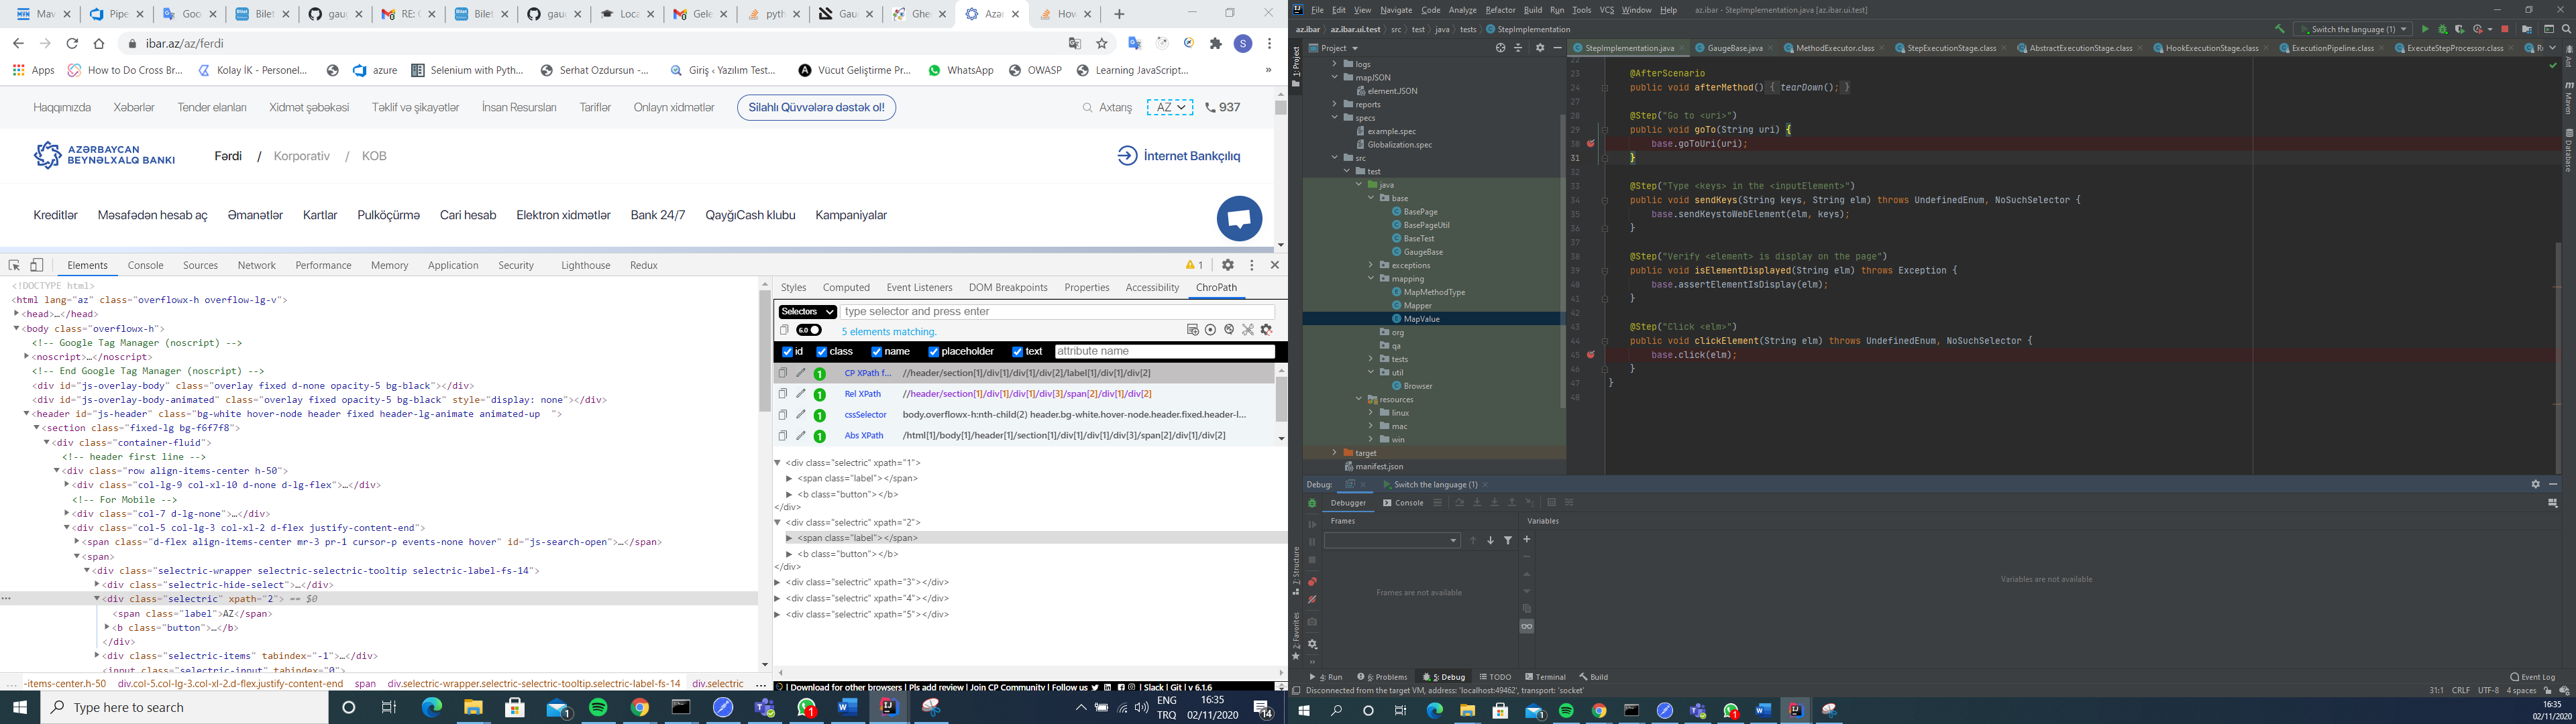 Mav
Pipe
Goo
Bilet
gau
RE: G
Bilet
gau
Loca
Gele
pyth
Gau
Ghe
Azə
How
ibar.az/az/ferdi
Apps
How to Do Cross Br...
Kolay İK - Personel...
azure
Selenium with Pyth...
Serhat Ozdursun -...
Giriş ‹ Yazılım Test...
Vücut Geliştirme Pr...
WhatsApp
OWASP
Learning JavaScript...
Haqqımızda Xəbərlər Tender elanları Xidmət şəbəkəsi Təklif və şikayətlər İnsan Resursları Tariflər Onlayn xidmətlər Silahlı Qüvvələrə dəstək ol! Axtarış AZ 937
AZƏRBAYCAN
BEYNƏLXALQ BANKI
Fərdi / Korporativ / KOB
İnternet Bankçılıq
Kreditlər Məsafədən hesab aç Əmanətlər Kartlar Pulköçürmə Cari hesab Elektron xidmətlər Bank 24/7 QayğıCash klubu Kampaniyalar
Elements Console Sources Network Performance Memory Application Security Lighthouse Redux 1
<!DOCTYPE html>
<html lang="az" class="overflowx-h overflow-lg-v">
<head>…</head>
<body class="overflowx-h">
<!-- Google Tag Manager (noscript) -->
<noscript>…</noscript>
<!-- End Google Tag Manager (noscript) -->
<div id="js-overlay-body" class="overlay fixed d-none opacity-5 bg-black"></div>
<div id="js-overlay-body-animated" class="overlay fixed opacity-5 bg-black" style="display: none"></div>
<header id="js-header" class="bg-white hover-node header fixed header-lg-animate animated-up ">
<section class="fixed-lg bg-f6f7f8">
<div class="container-fluid">
<!-- header first line -->
<div class="row align-items-center h-50">
<div class="col-lg-9 col-xl-10 d-none d-lg-flex">…</div>
<!-- For Mobile -->
<div class="col-7 d-lg-none">…</div>
<div class="col-5 col-lg-3 col-xl-2 d-flex justify-content-end">
<span class="d-flex align-items-center mr-3 pr-1 cursor-p events-none hover" id="js-search-open">…</span>
<span>
<div class="selectric-wrapper selectric-selectric-tooltip selectric-label-fs-14">
<div class="selectric-hide-select">…</div>
<div class="selectric" xpath="2"> == $0
<span class="label">AZ</span>
<b class="button">…</b>
</div>
<div class="selectric-items" tabindex="-1">…</div>
<input class="selectric-input" tabindex="0">
-items-center.h-50 div.col-5.col-lg-3.col-xl-2.d-flex.justify-content-end span div.selectric-wrapper.selectric-selectric-tooltip.selectric-label-fs-14 div.selectric
Styles Computed Event Listeners DOM Breakpoints Properties Accessibility ChroPath
Selectors type selector and press enter
6.0 5 elements matching.
id class name placeholder text attribute name
1 CP XPath f... //header/section[1]/div[1]/div[1]/div[2]/label[1]/div[1]/div[2]
1 Rel XPath //header/section[1]/div[1]/div[1]/div[3]/span[2]/div[1]/div[2]
1 cssSelector body.overflowx-h:nth-child(2) header.bg-white.hover-node.header.fixed.header-l...
1 Abs XPath /html[1]/body[1]/header[1]/section[1]/div[1]/div[1]/div[3]/span[2]/div[1]/div[2]
<div class="selectric" xpath="1">
<span class="label"></span>
<b class="button"></b>
</div>
<div class="selectric" xpath="2">
<span class="label"></span>
<b class="button"></b>
</div>
<div class="selectric" xpath="3"></div>
<div class="selectric" xpath="4"></div>
<div class="selectric" xpath="5"></div>
| Download for other browsers | Pls add review | Join CP Community | Follow us | Slack | Git | v 6.1.6
Type here to search
ENG
TRQ
16:35
02/11/2020
14
File Edit View Navigate Code Analyze Refactor Build Run Tools VCS Window Help az.ibar - StepImplementation.java [az.ibar.ui.test]
az.ibar az.ibar.ui.test src test java tests StepImplementation
Switch the language (1)
Project
StepImplementation.java GaugeBase.java MethodExecutor.class StepExecutionStage.class AbstractExecutionStage.class HookExecutionStage.class ExecutionPipeline.class ExecuteStepProcessor.class
1: Project
Ant
Maven
Database
logs
mapJSON
element.JSON
reports
specs
example.spec
Globalization.spec
src
test
java
base
BasePage
BasePageUtil
BaseTest
GaugeBase
exceptions
mapping
MapMethodType
Mapper
MapValue
org
qa
tests
util
Browser
resources
linux
mac
win
target
manifest.json
22
23 @AfterScenario
24 public void afterMethod() { tearDown(); }
27
28 @Step("Go to <uri>")
29 public void goTo(String uri) {
30 base.goToUri(uri);
31 }
32
33 @Step("Type <keys> in the <inputElement>")
34 public void sendKeys(String keys, String elm) throws UndefinedEnum, NoSuchSelector {
35 base.sendKeystoWebElement(elm, keys);
36 }
37
38 @Step("Verify <element> is display on the page")
39 public void isElementDisplayed(String elm) throws Exception {
40 base.assertElementIsDisplay(elm);
41 }
42
43 @Step("Click <elm>")
44 public void clickElement(String elm) throws UndefinedEnum, NoSuchSelector {
45 base.click(elm);
46 }
47 }
48
Debug: Switch the language (1)
Debugger Console
Frames Variables
Frames are not available
Variables are not available
7: Structure
2: Favorites
4: Run 6: Problems 5: Debug TODO Terminal Build Event Log
Disconnected from the target VM, address: 'localhost:49462', transport: 'socket' 31:1 CRLF UTF-8 4 spaces
16:35
02/11/2020